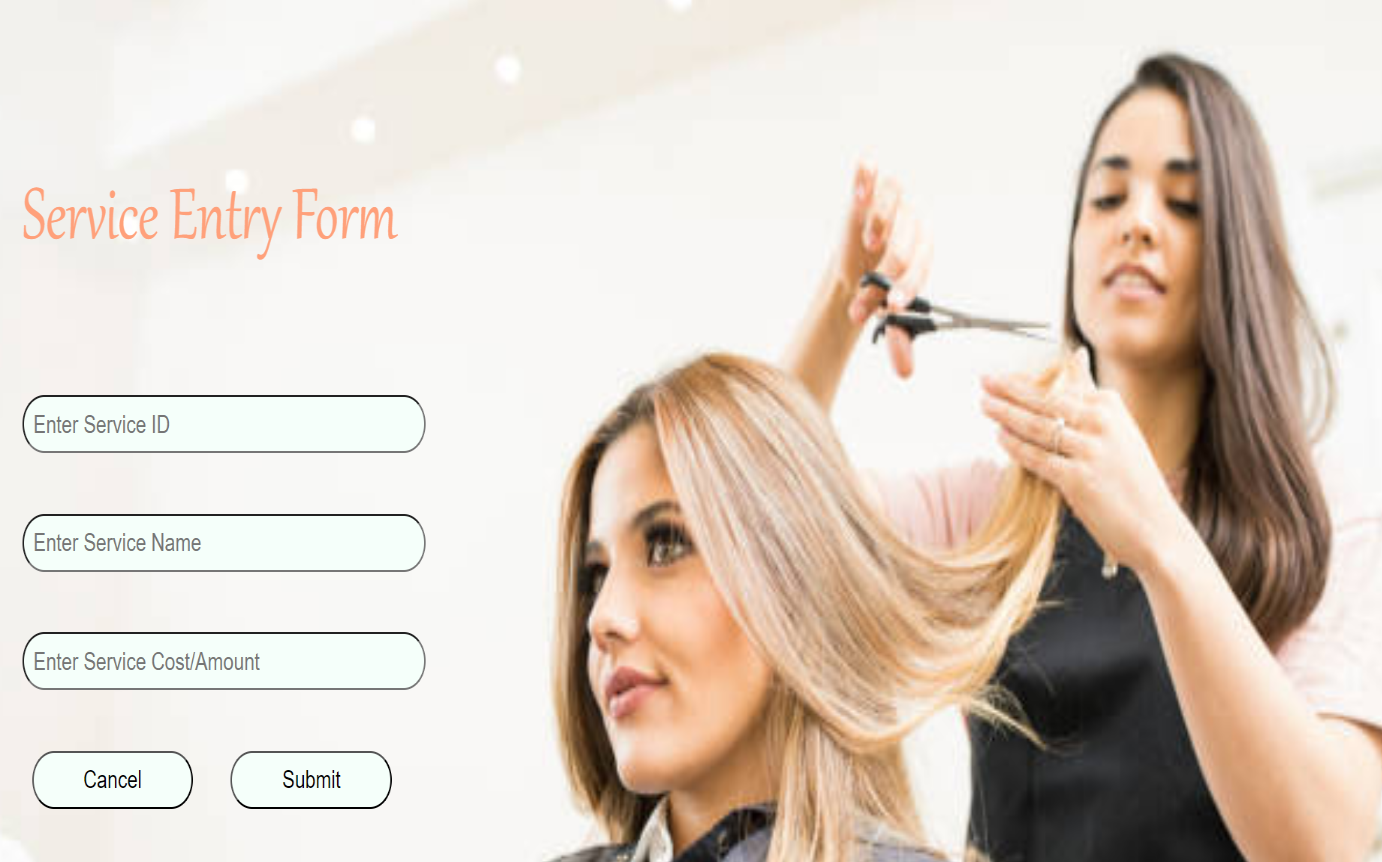 Service Entry Form
Enter Service ID
Enter Service Name
Enter Service Cost/Amount
Cancel Submit